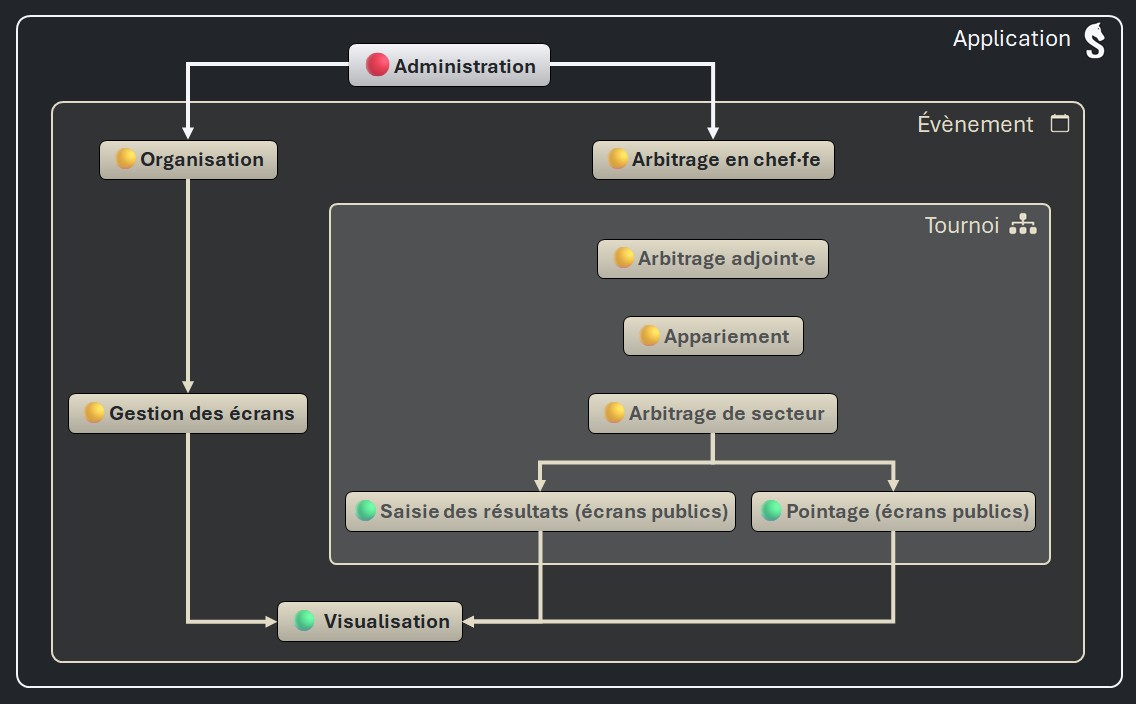 Application
Administration
Évènement
Organisation
Arbitrage en chef·fe
Tournoi
Arbitrage adjoint·e
Appariement
Gestion des écrans
Arbitrage de secteur
Saisie des résultats (écrans publics)
Pointage (écrans publics)
Visualisation